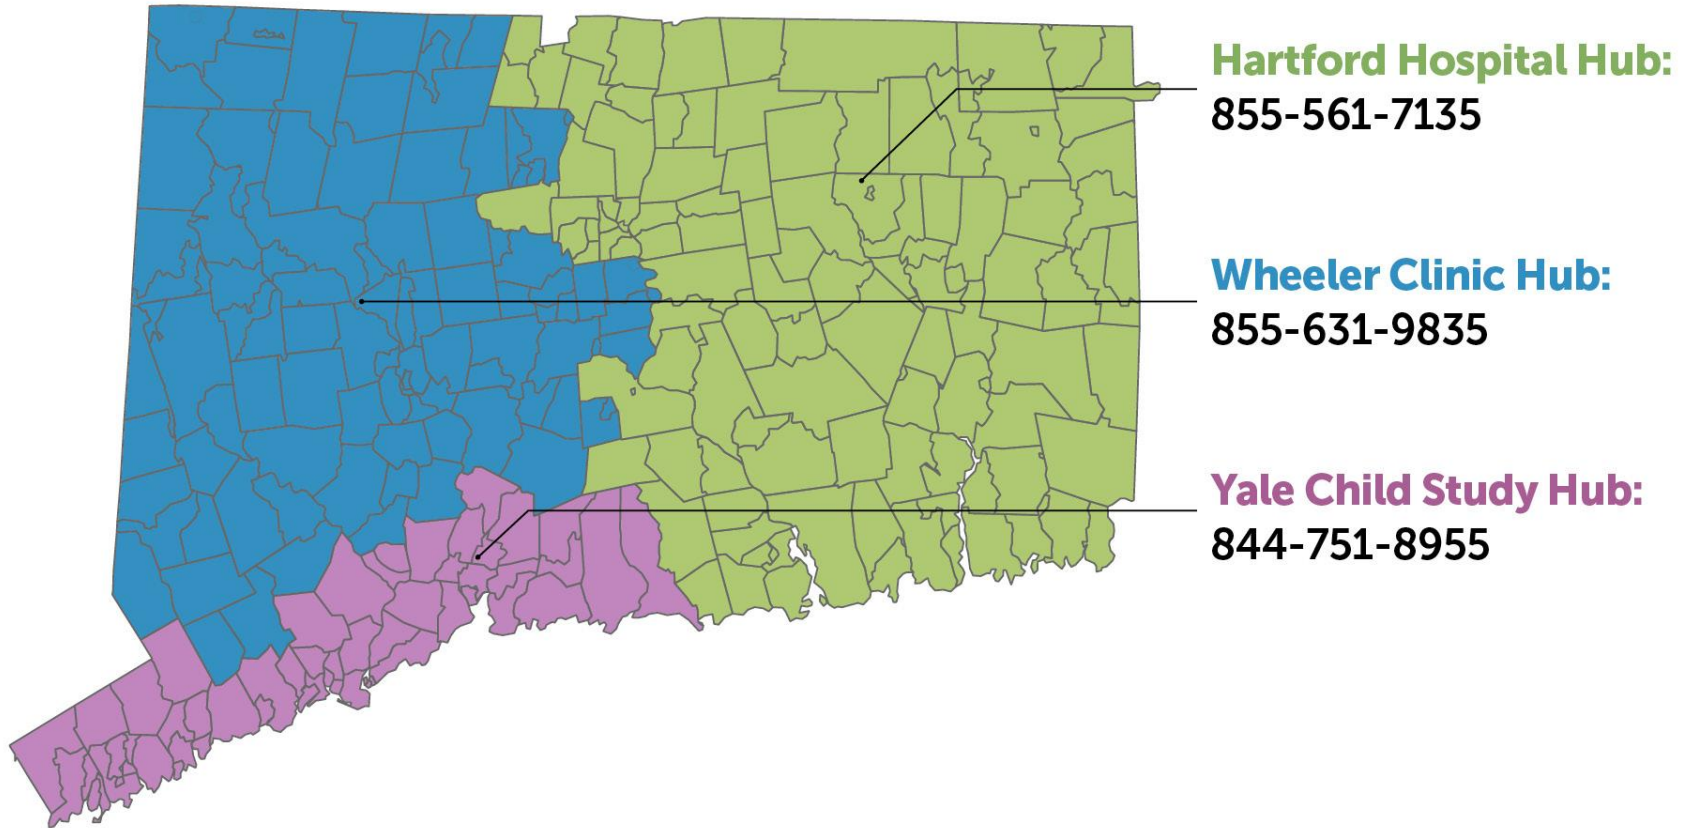 Hartford Hospital Hub:
855-561-7135
Wheeler Clinic Hub:
855-631-9835
Yale Child Study Hub:
844-751-8955